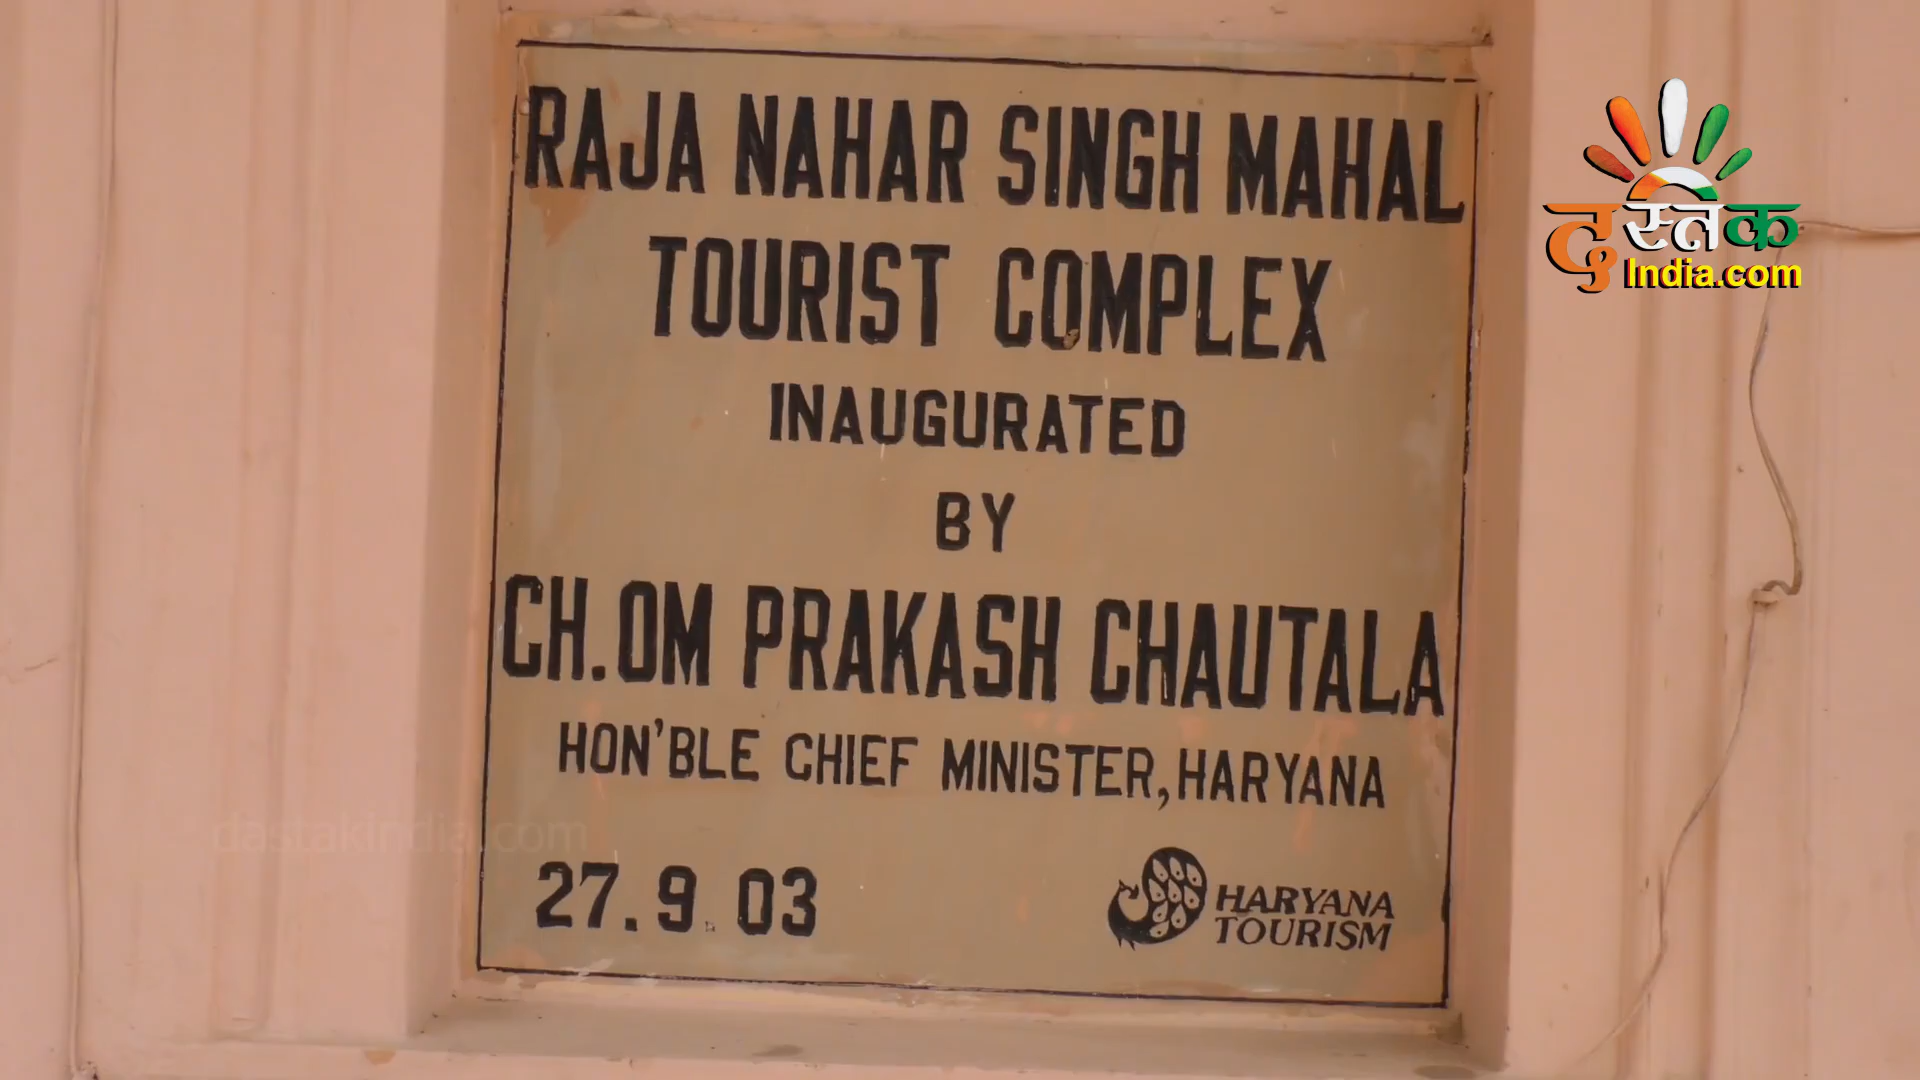 RAJA NAHAR SINGH MAHAL
TOURIST COMPLEX
INAUGURATED
BY
CH.OM PRAKASH CHAUTALA
HON'BLE CHIEF MINISTER, HARYANA
27.9.03
HARYANA
TOURISM
दस्तक
India.com
dastakindia.com